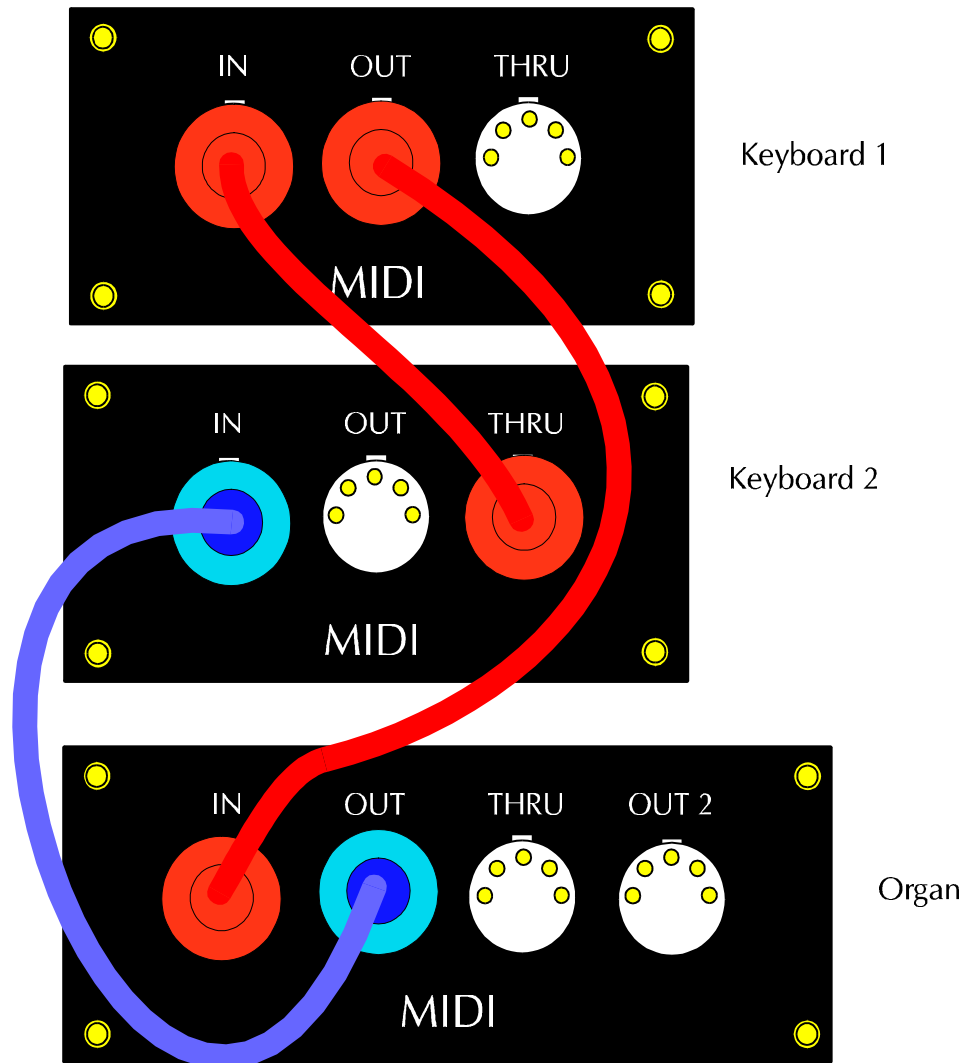 IN OUT THRU
Keyboard 1
MIDI
IN OUT THRU
Keyboard 2
MIDI
IN OUT THRU OUT 2
Organ
MIDI